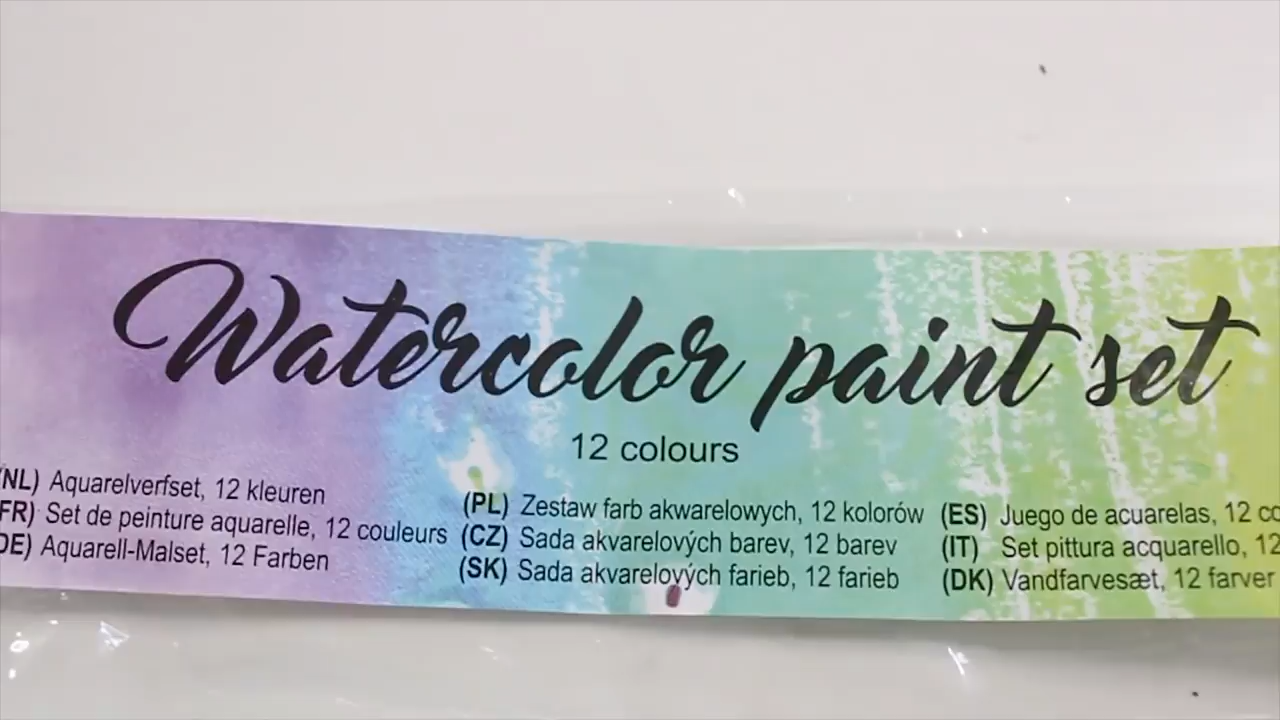 Watercolor paint set
12 colours
NL) Aquarelverfset, 12 kleuren
FR) Set de peinture aquarelle, 12 couleurs
DE) Aquarell-Malset, 12 Farben
(PL) Zestaw farb akwarelowych, 12 kolorów
(CZ) Sada akvarelových barev, 12 barev
(SK) Sada akvarelových farieb, 12 farieb
(ES) Juego de acuarelas, 12
(IT) Set pittura acquarello, 12
(DK) Vandfarvesæt, 12 farver